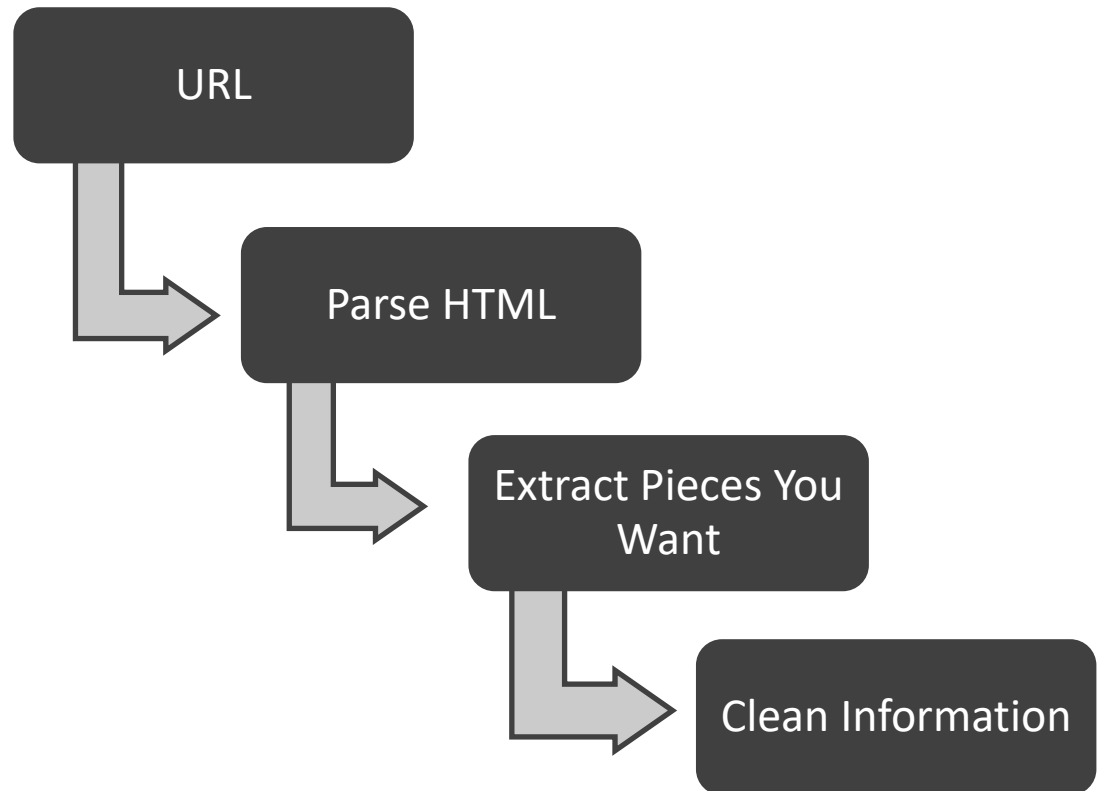 URL
Parse HTML
Extract Pieces You
Want
Clean Information